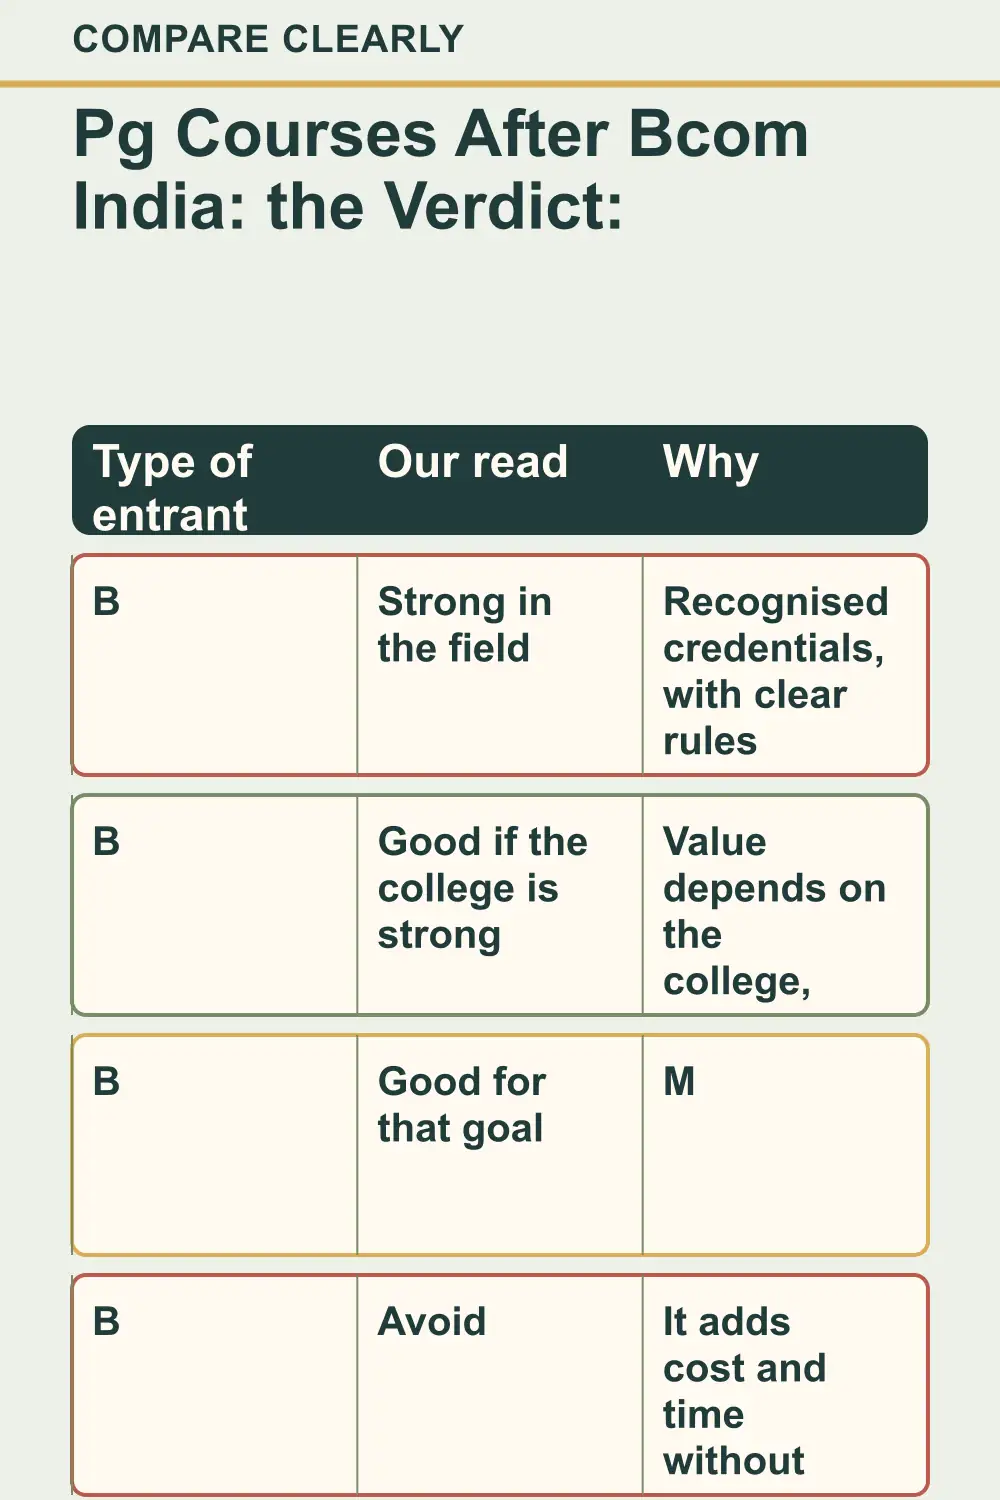 COMPARE CLEARLY
Pg Courses After Bcom
India: the Verdict:
Type of
entrant
Our read
Why
B
Strong in
the field
Recognised
credentials,
with clear
rules
B
Good if the
college is
strong
Value
depends on
the
college,
B
Good for
that goal
M
B
Avoid
It adds
cost and
time
without